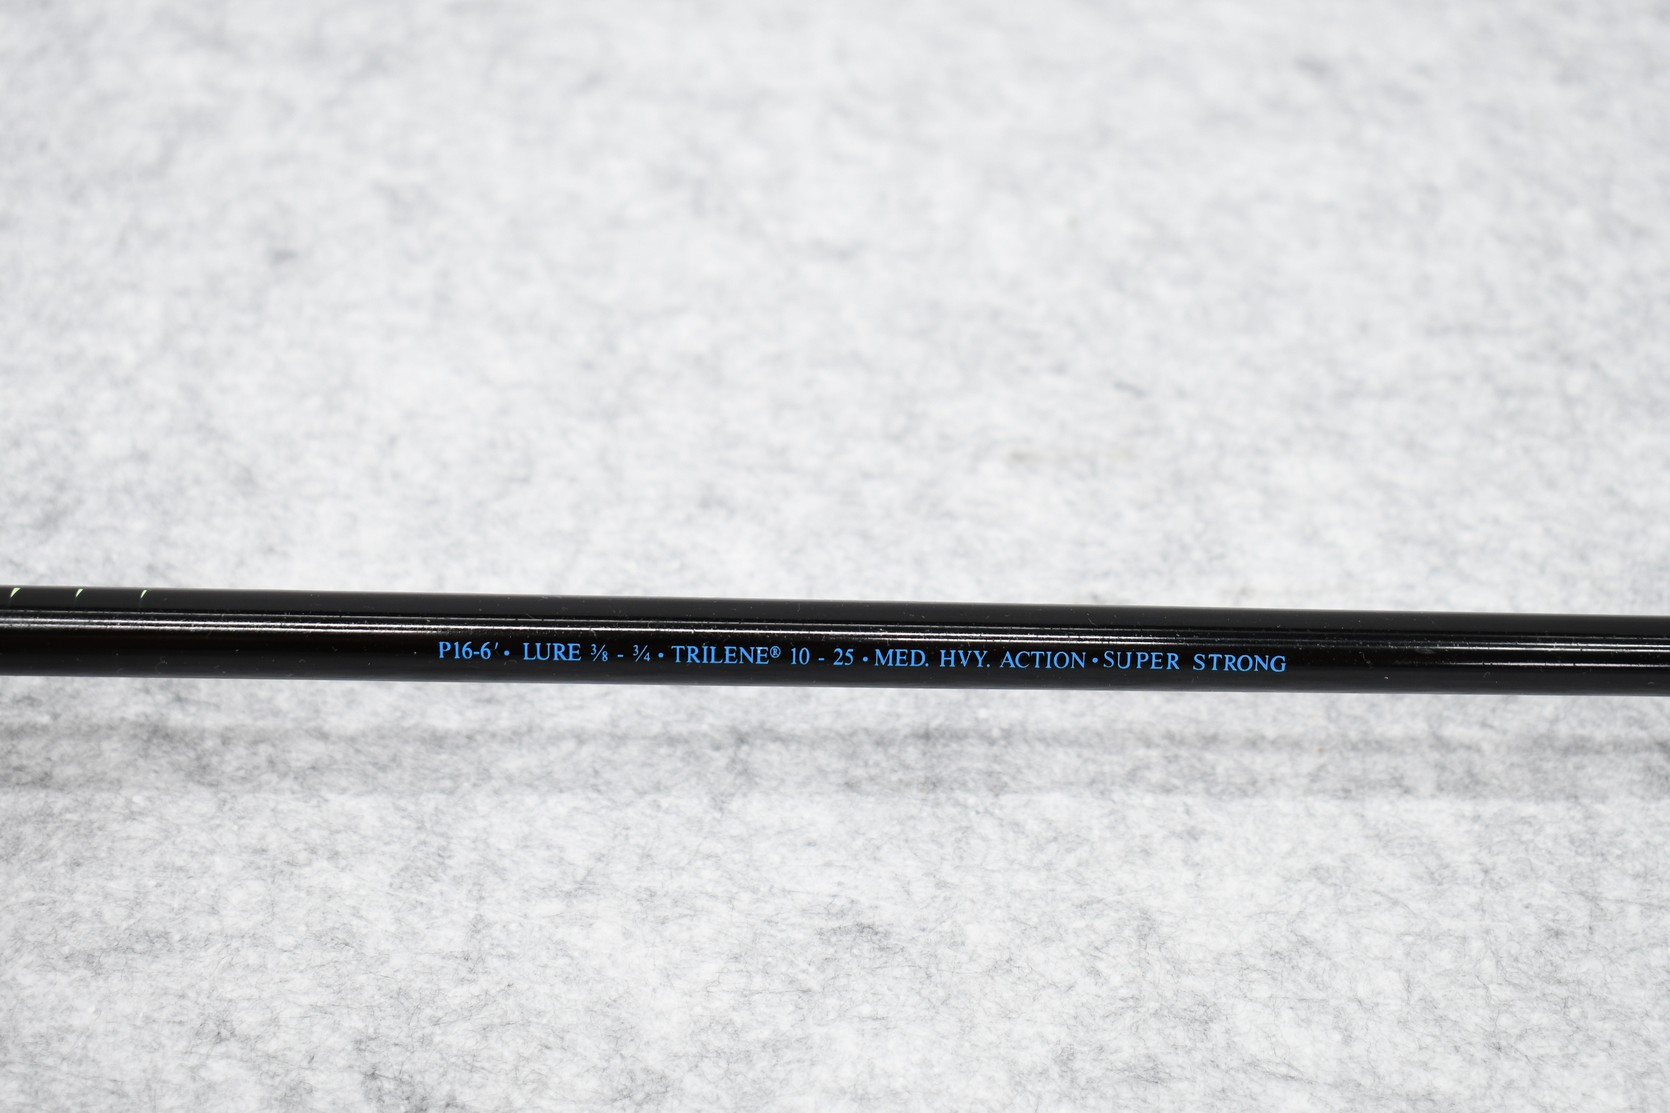 P16-6′ • LURE ⅜ - ¾ • TRILENE® 10 - 25 • MED. HVY. ACTION • SUPER STRONG